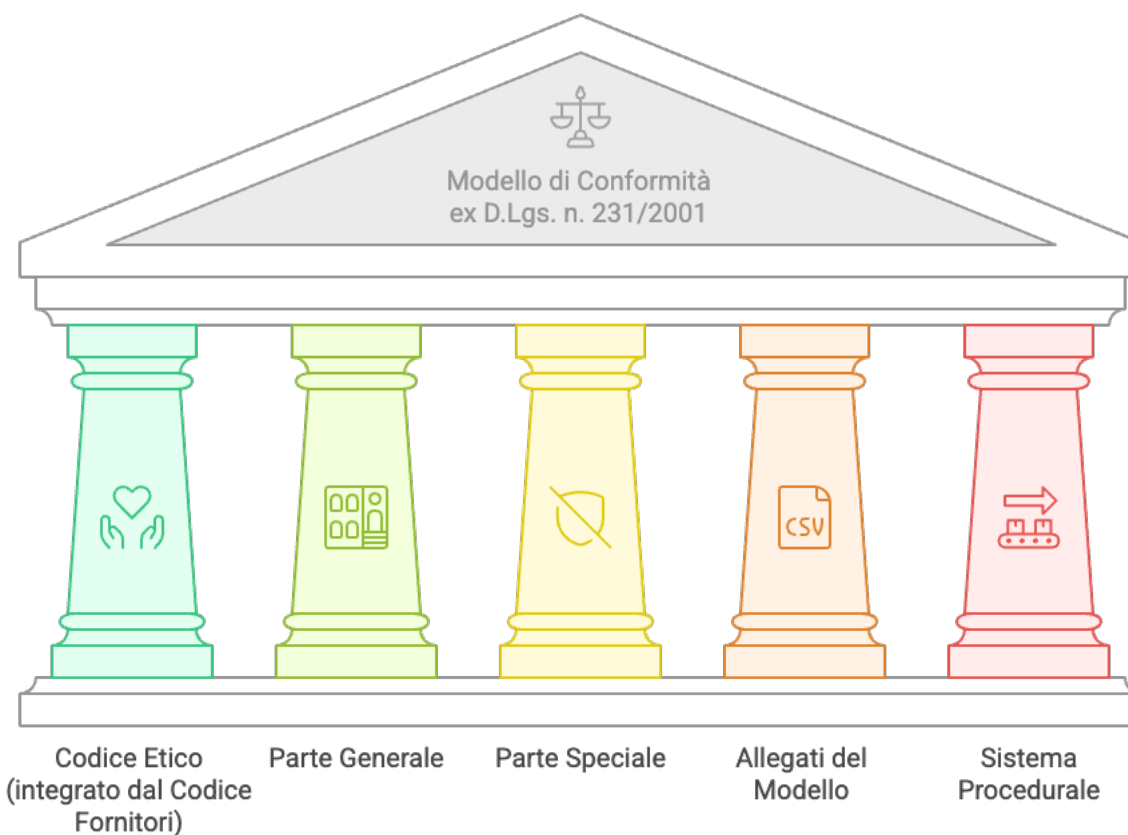 Modello di Conformità
ex D.Lgs. n. 231/2001
CSV
Codice Etico
(integrato dal Codice
Fornitori)
Parte Generale
Parte Speciale
Allegati del
Modello
Sistema
Procedurale